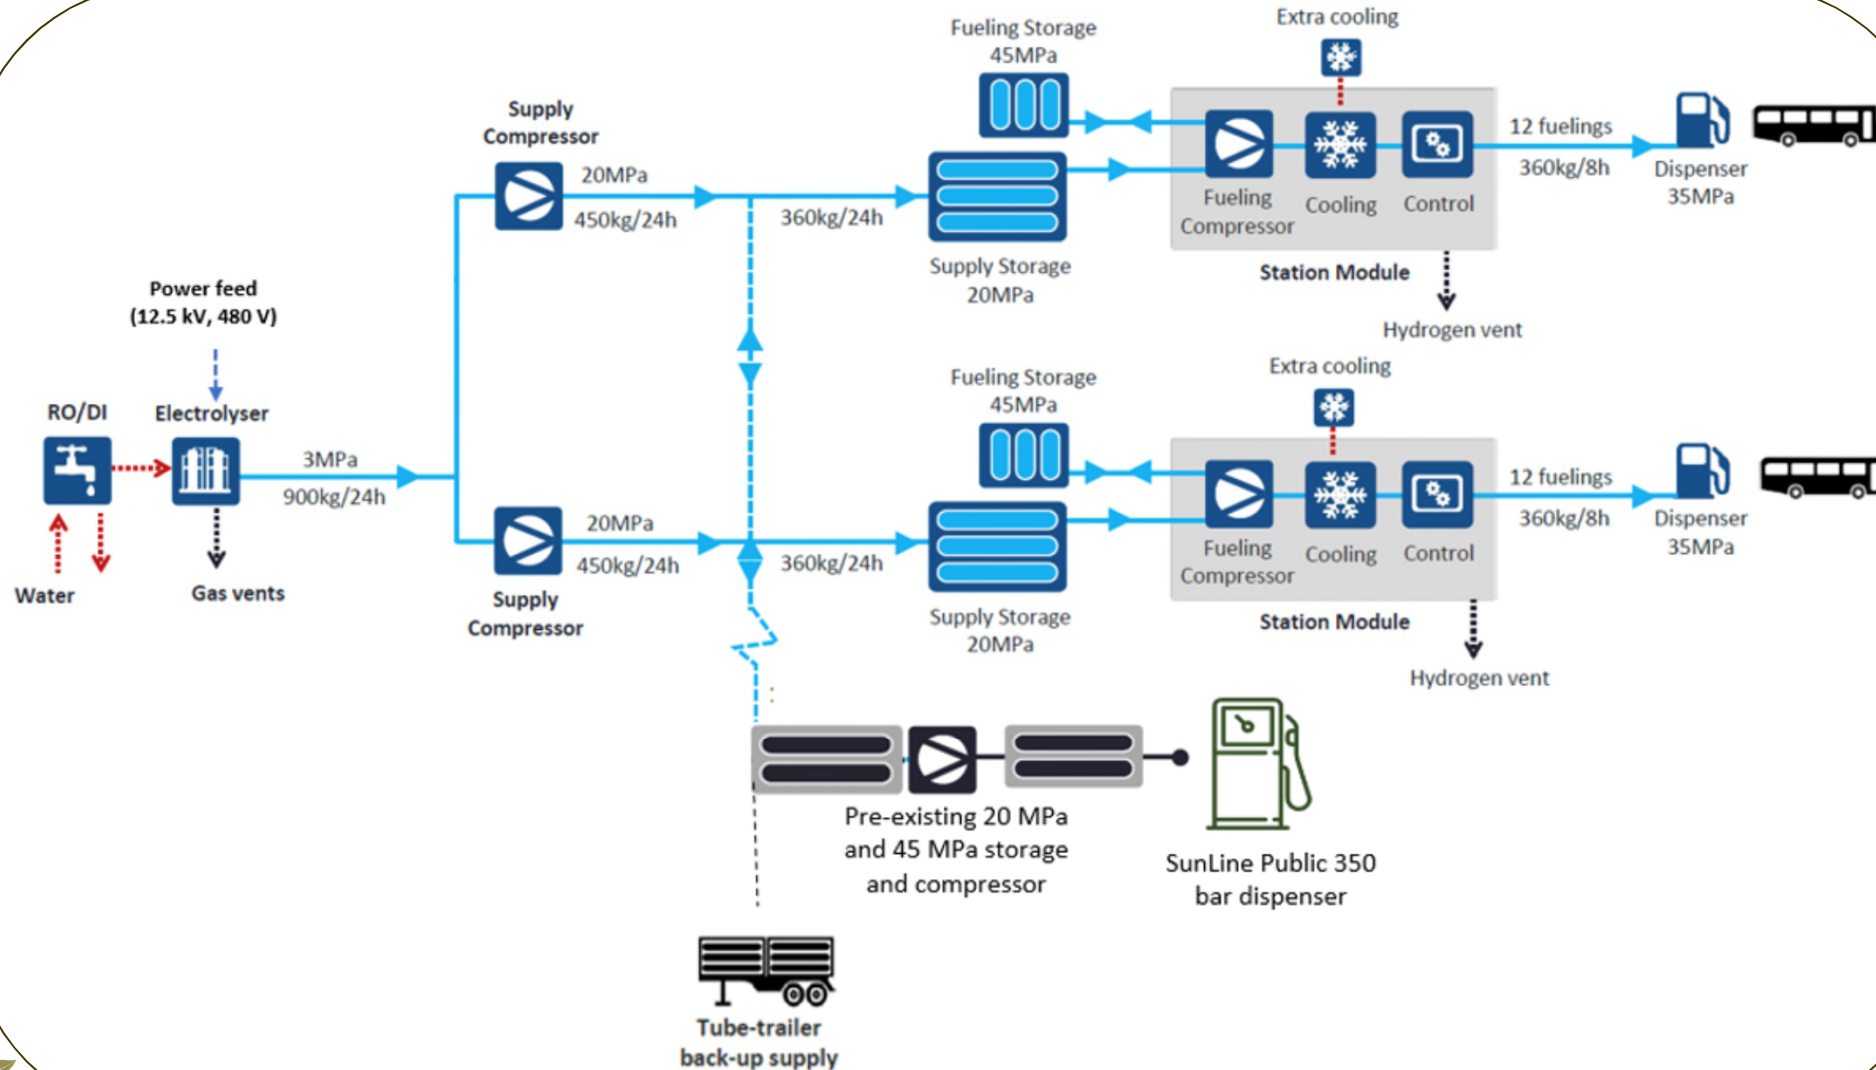 Extra cooling
Fueling Storage
45MPa
Supply
Compressor
20MPa
450kg/24h
360kg/24h
Supply Storage
20MPa
Fueling
Compressor
Cooling
Control
Station Module
12 fuelings
360kg/8h
Dispenser
35MPa
Hydrogen vent
Power feed
(12.5 kV, 480 V)
RO/DI
Electrolyser
3MPa
900kg/24h
Water
Gas vents
Extra cooling
Fueling Storage
45MPa
20MPa
450kg/24h
360kg/24h
Supply
Compressor
Supply Storage
20MPa
Fueling
Compressor
Cooling
Control
Station Module
12 fuelings
360kg/8h
Dispenser
35MPa
Hydrogen vent
Pre-existing 20 MPa
and 45 MPa storage
and compressor
SunLine Public 350
bar dispenser
Tube-trailer
back-up supply